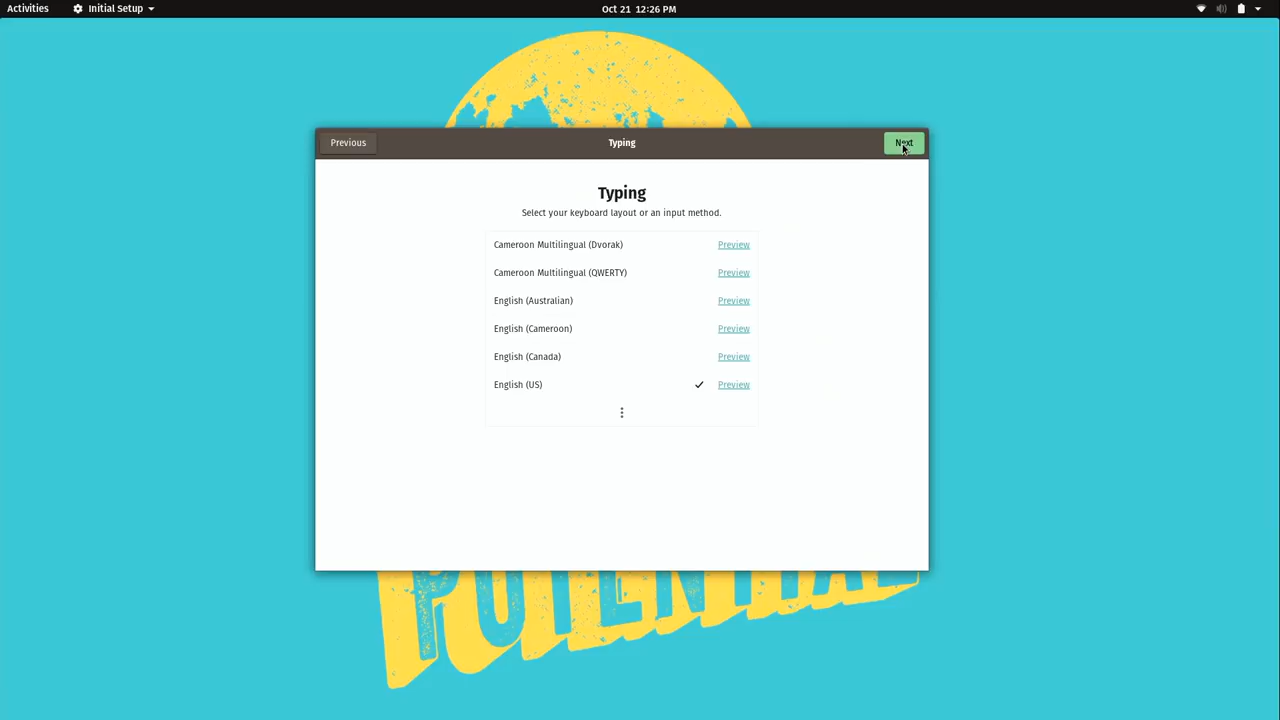 Activities
Initial Setup
Oct 21 12:26 PM
Previous
Typing
Next
Typing
Select your keyboard layout or an input method.
Cameroon Multilingual (Dvorak) Preview
Cameroon Multilingual (QWERTY) Preview
English (Australian) Preview
English (Cameroon) Preview
English (Canada) Preview
English (US) Preview
POTENTIAL